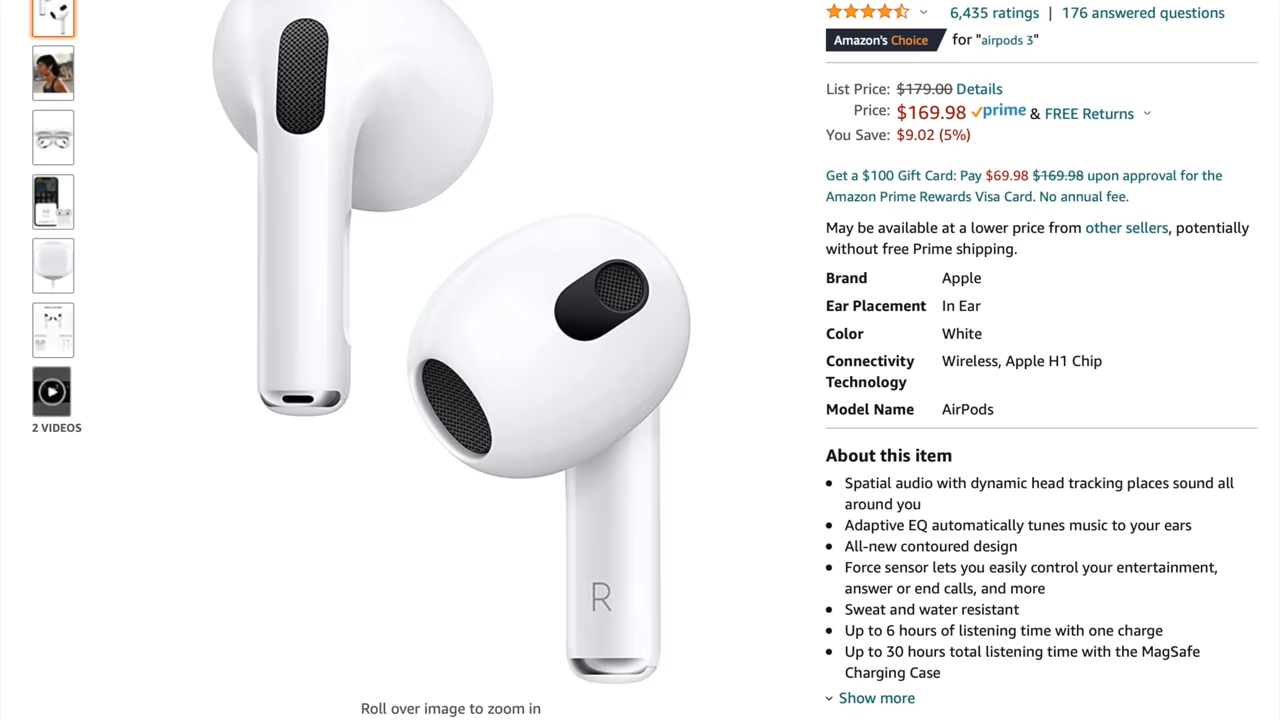 6,435 ratings | 176 answered questions
Amazon's Choice for "airpods 3"
List Price: $179.00 Details
Price: $169.98 prime & FREE Returns
You Save: $9.02 (5%)
Get a $100 Gift Card: Pay $69.98 $169.98 upon approval for the
Amazon Prime Rewards Visa Card. No annual fee.
May be available at a lower price from other sellers, potentially
without free Prime shipping.
Brand Apple
Ear Placement In Ear
Color White
Connectivity Wireless, Apple H1 Chip
Technology
Model Name AirPods
About this item
Spatial audio with dynamic head tracking places sound all
around you
Adaptive EQ automatically tunes music to your ears
All-new contoured design
Force sensor lets you easily control your entertainment,
answer or end calls, and more
Sweat and water resistant
Up to 6 hours of listening time with one charge
Up to 30 hours total listening time with the MagSafe
Charging Case
Show more
2 VIDEOS
R
Roll over image to zoom in